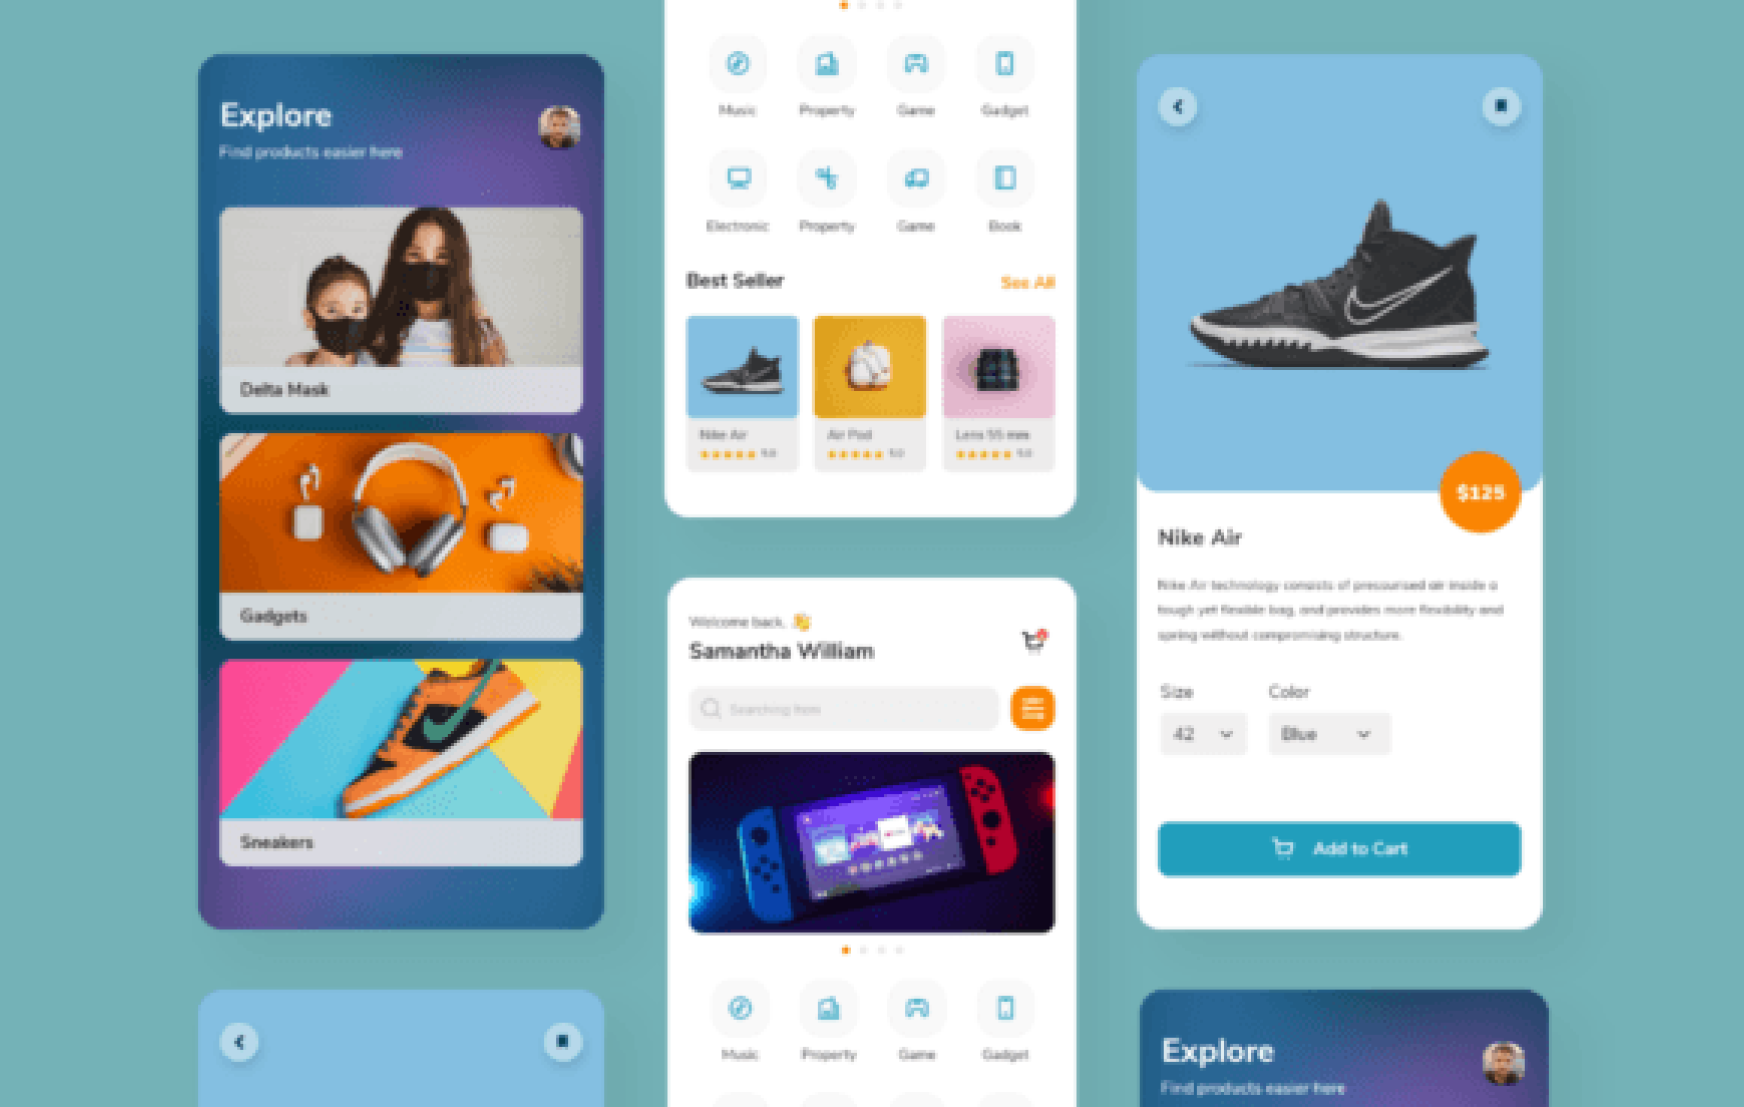 Explore
Find products easier here
Delta Mask
Gadgets
Sneakers
Music
Property
Game
Gadget
Electronic
Property
Game
Book
Best Seller
See All
Nike Air
5.0
Air Pod
5.0
Lens 55 mm
5.0
Welcome back,
Samantha William
Searching Item
Music
Property
Game
Gadget
$125
Nike Air
Nike Air technology consists of pressurised air inside a
tough yet flexible bag, and provides more flexibility and
spring without compromising structure.
Size
Color
42
Blue
Add to Cart
Explore
Find products easier here